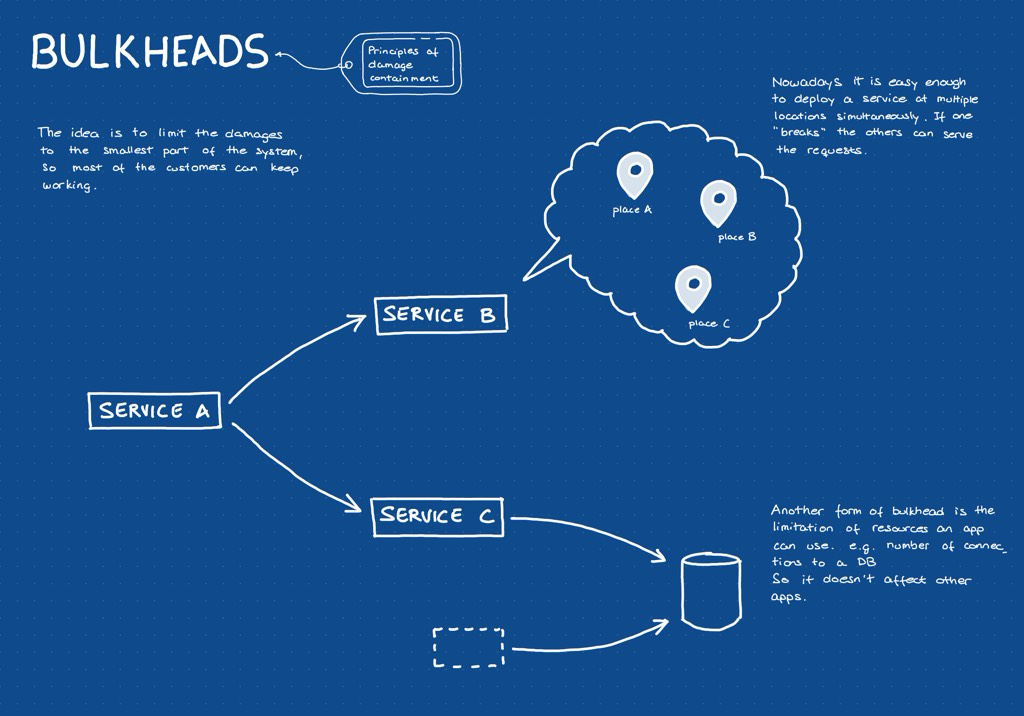 BULKHEADS
Principles of
damage
containment
The idea is to limit the damages
to the smallest part of the system,
so most of the customers can keep
working.
Nowadays it is easy enough
to deploy a service at multiple
locations simultaneously. If one
"breaks" the others can serve
the requests.
place A
place B
place C
SERVICE B
SERVICE A
SERVICE C
Another form of bulkhead is the
limitation of resources an app
can use. e.g. number of connec_
tions to a DB
So it doesn't affect other
apps.